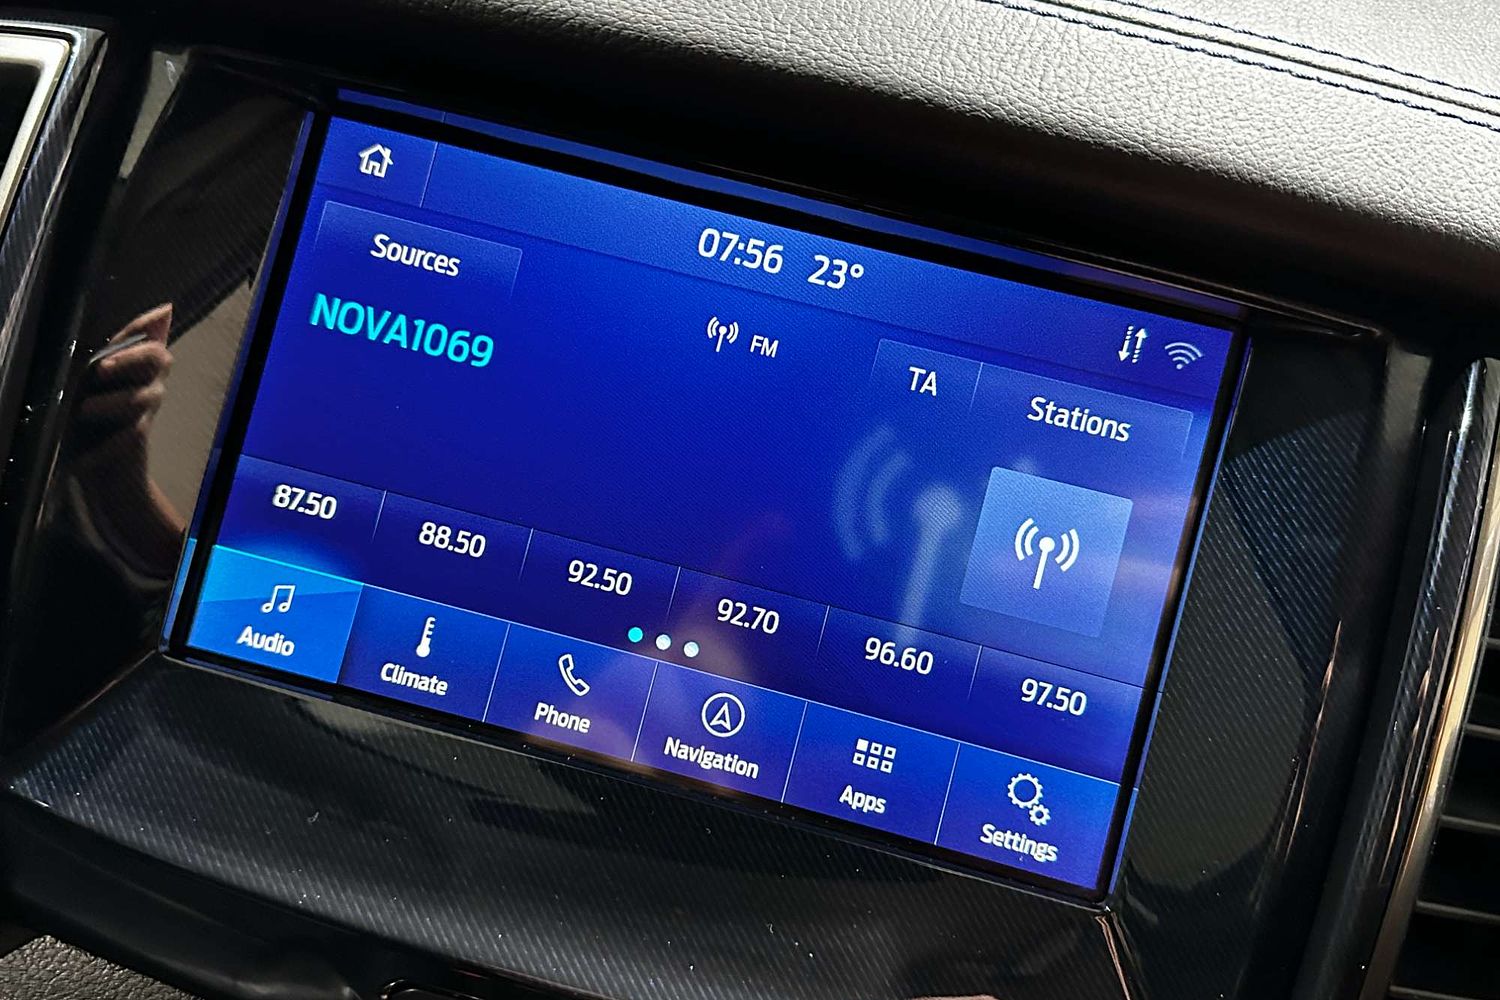 07:56 23°
Sources
NOVA1069
FM
TA
Stations
87.50
88.50
92.50
92.70
96.60
97.50
Audio
Climate
Phone
Navigation
Apps
Settings